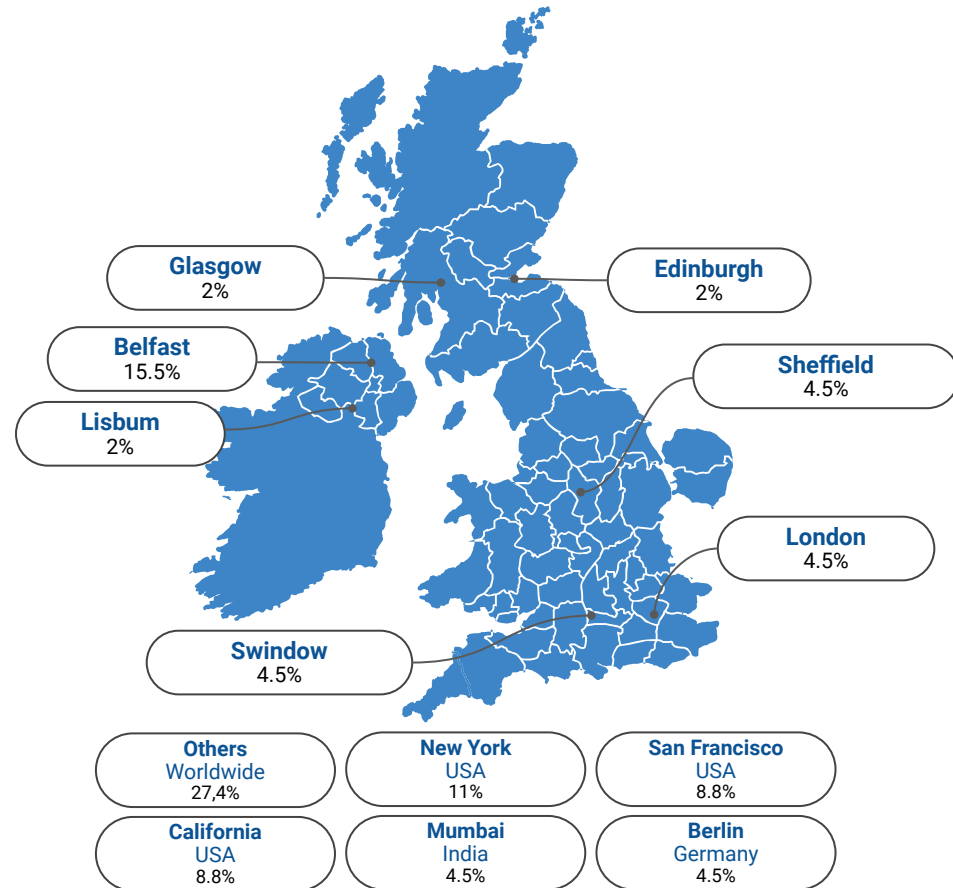 Glasgow
2%
Edinburgh
2%
Belfast
15.5%
Sheffield
4.5%
Lisbum
2%
London
4.5%
Swindow
4.5%
Others
Worldwide
27,4%
New York
USA
11%
San Francisco
USA
8.8%
California
USA
8.8%
Mumbai
India
4.5%
Berlin
Germany
4.5%